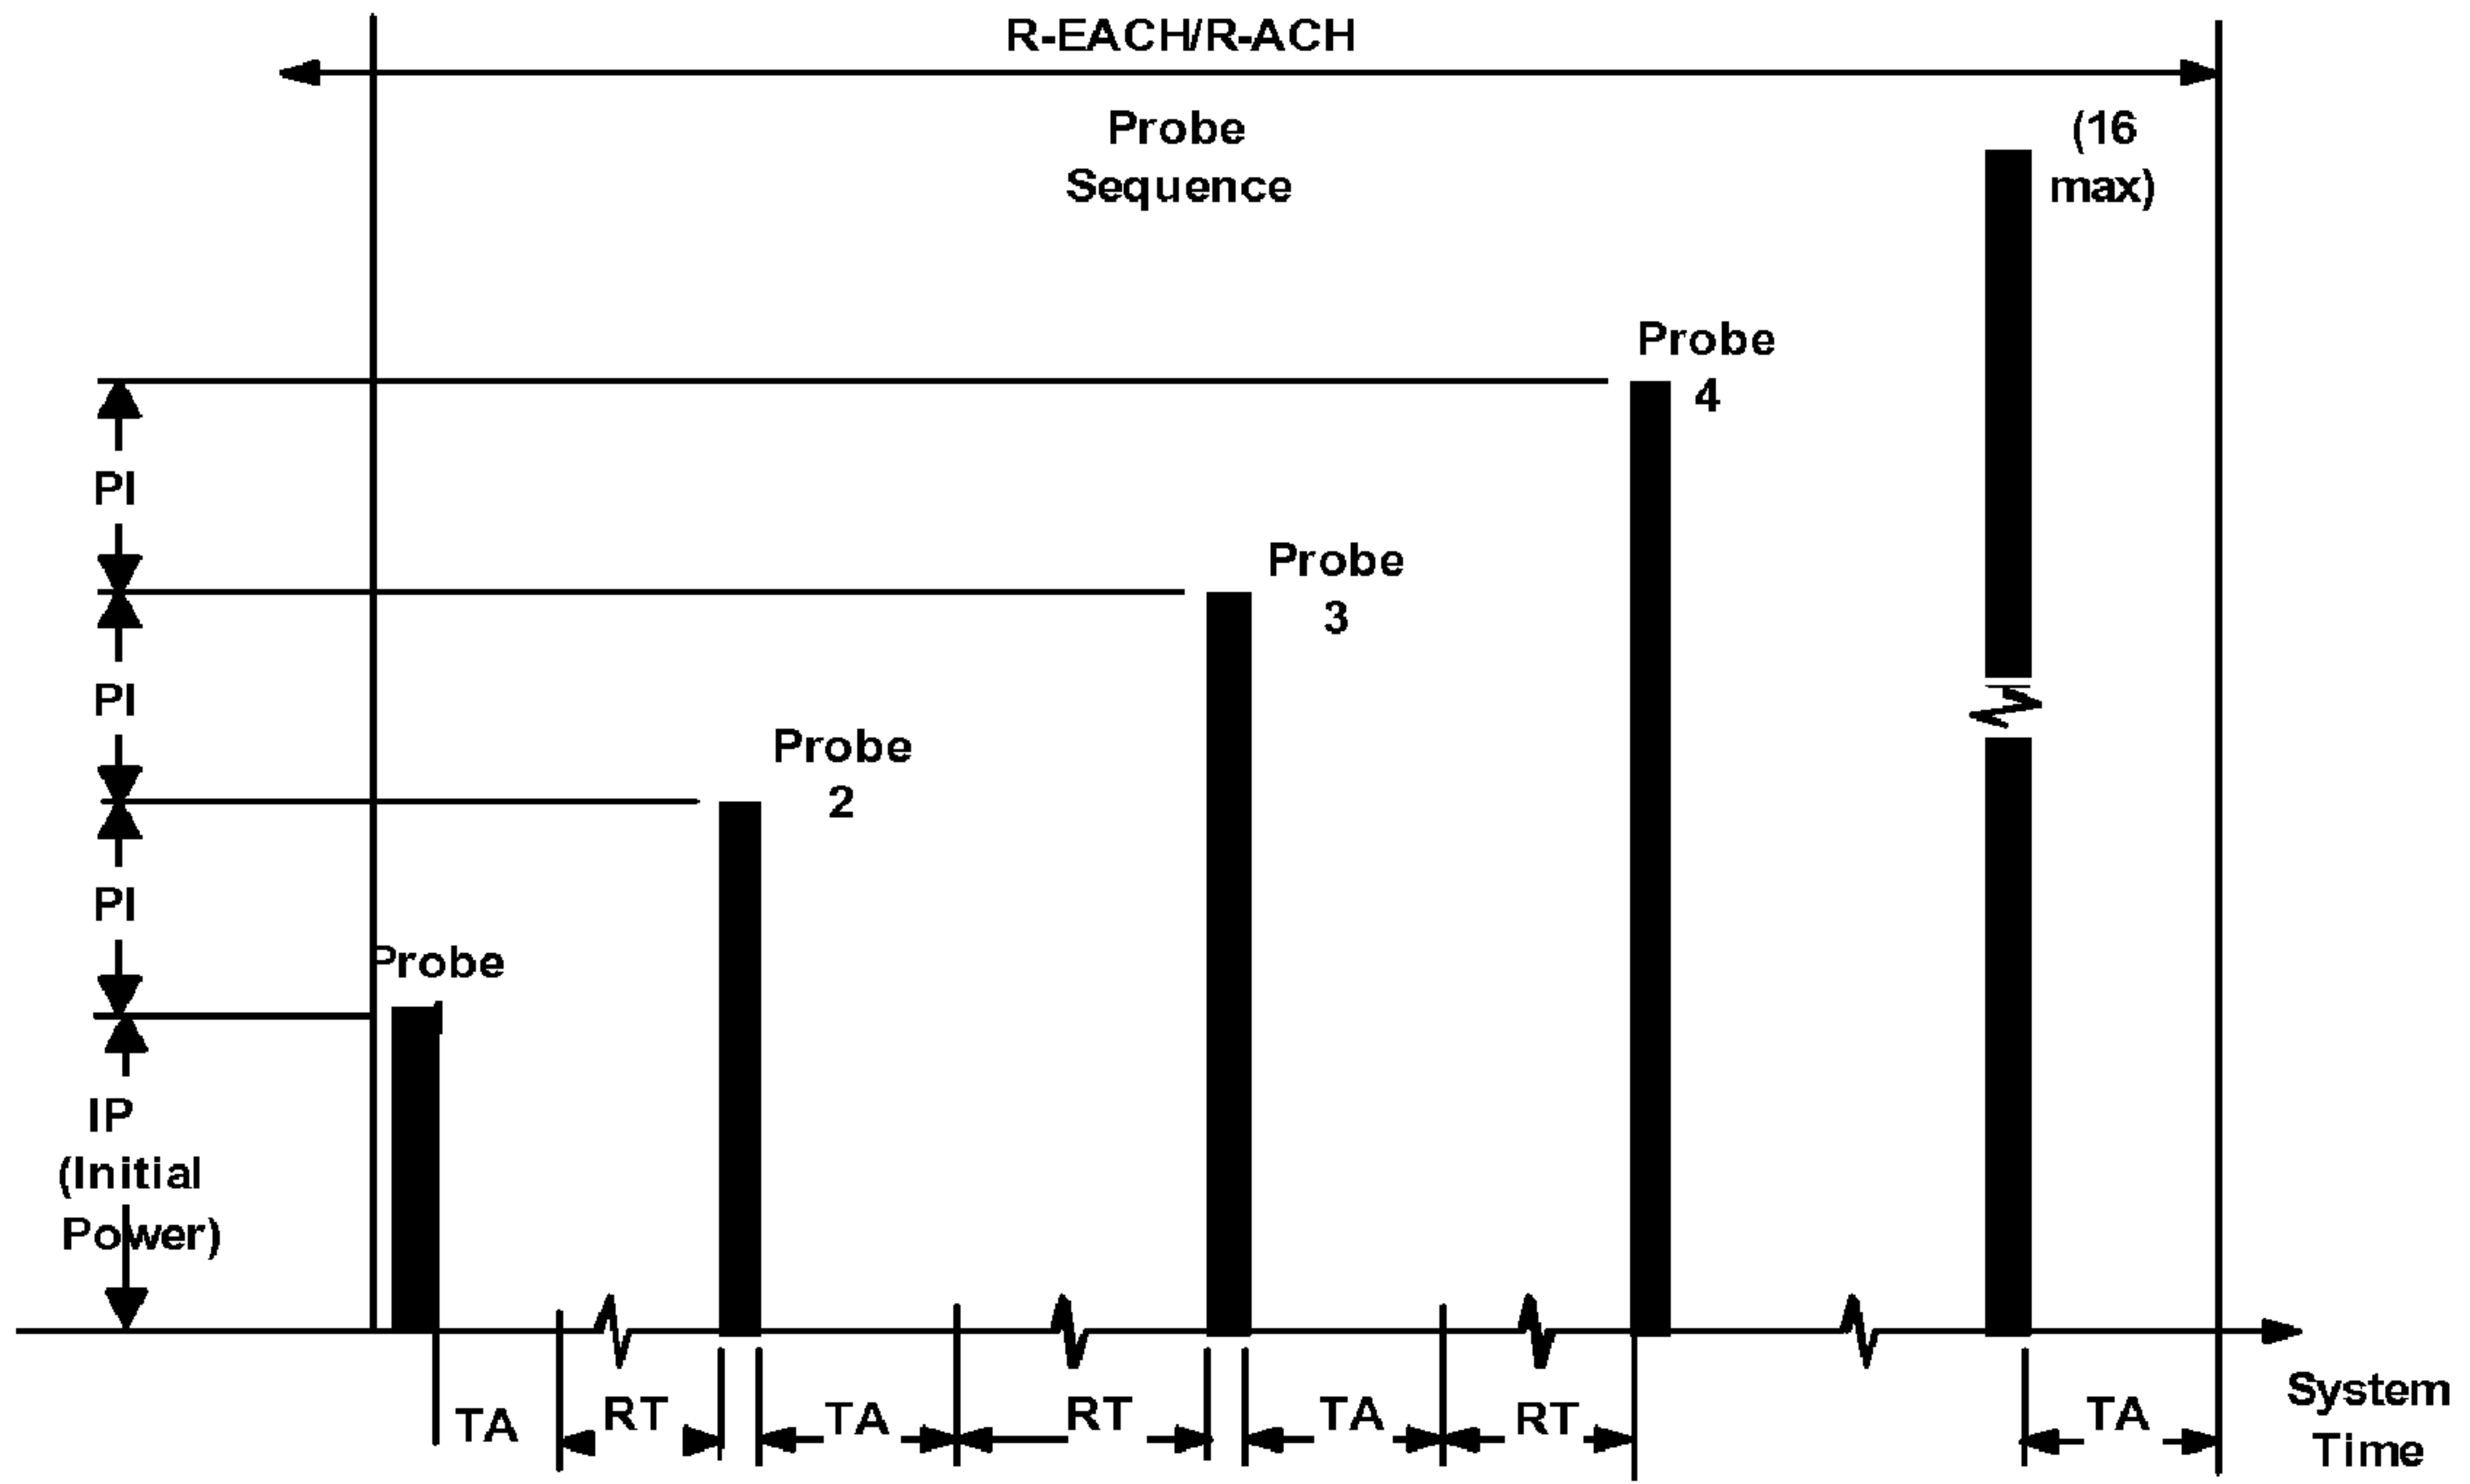 R-EACH/R-ACH
Probe
Sequence
(16
max)
Probe
4
PI
Probe
3
PI
Probe
2
PI
Probe
IP
(Initial
Power)
TA
RT
TA
RT
TA
RT
TA
System
Time